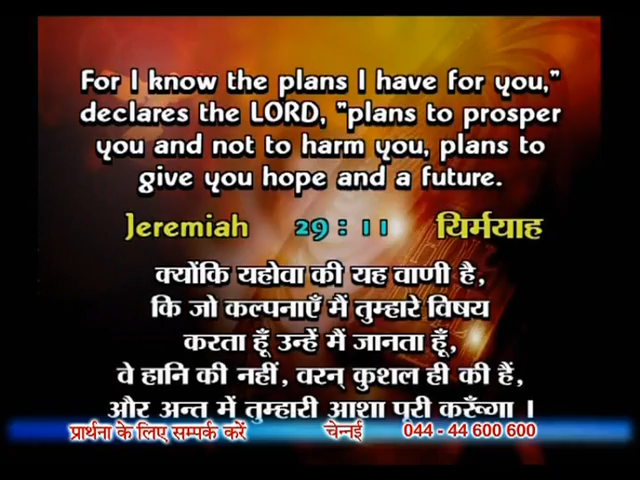 For I know the plans I have for you,"
declares the LORD, "plans to prosper
you and not to harm you, plans to
give you hope and a future.
Jeremiah 29 : 11 यिर्मयाह
क्योंकि यहोवा की यह वाणी है,
कि जो कल्पनाएँ मैं तुम्हारे विषय
करता हूँ उन्हें मैं जानता हूँ,
वे हानि की नहीं, वरन् कुशल ही की हैं,
और अन्त में तुम्हारी आशा पूरी करूँगा ।
प्रार्थना के लिए सम्पर्क करें चेन्नई 044 - 44 600 600